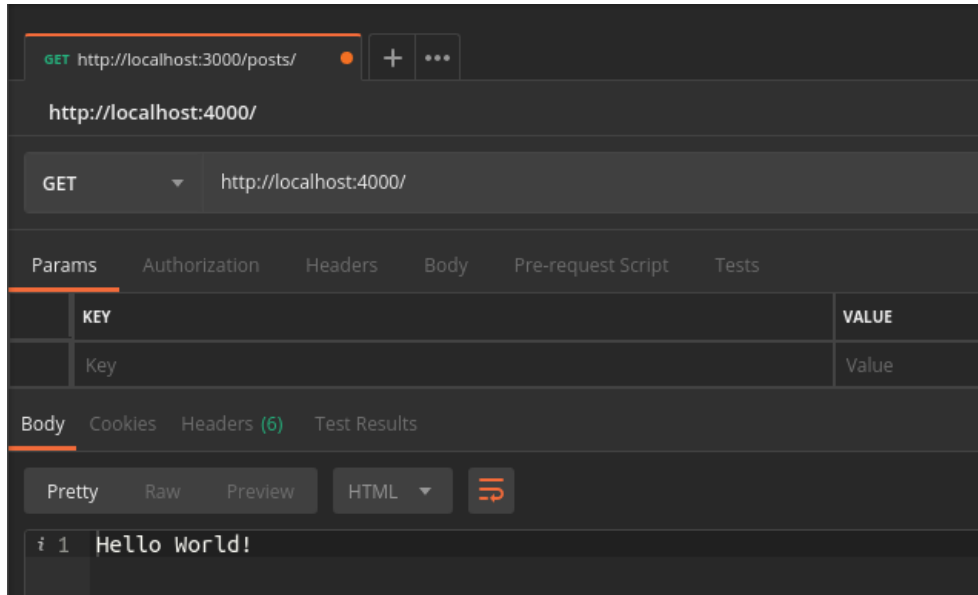 GET http://localhost:3000/posts/
http://localhost:4000/
GET http://localhost:4000/
Params Authorization Headers Body Pre-request Script Tests
KEY VALUE
Key Value
Body Cookies Headers (6) Test Results
Pretty Raw Preview HTML
i 1 Hello World!